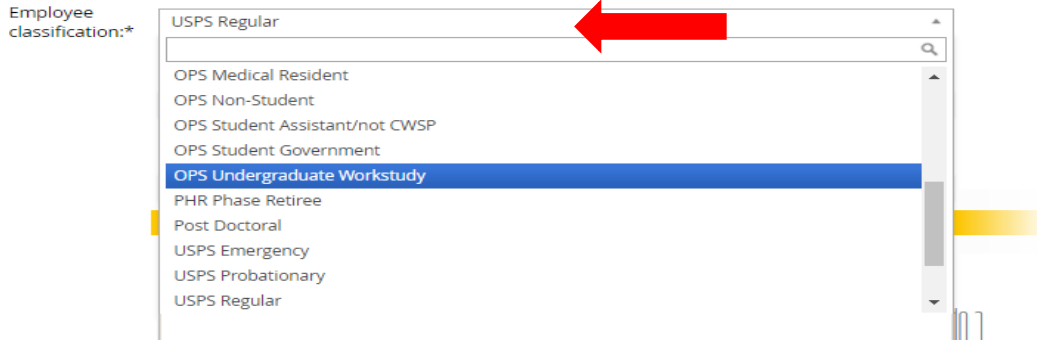 Employee
classification:*
USPS Regular
OPS Medical Resident
OPS Non-Student
OPS Student Assistant/not CWSP
OPS Student Government
OPS Undergraduate Workstudy
PHR Phase Retiree
Post Doctoral
USPS Emergency
USPS Probationary
USPS Regular